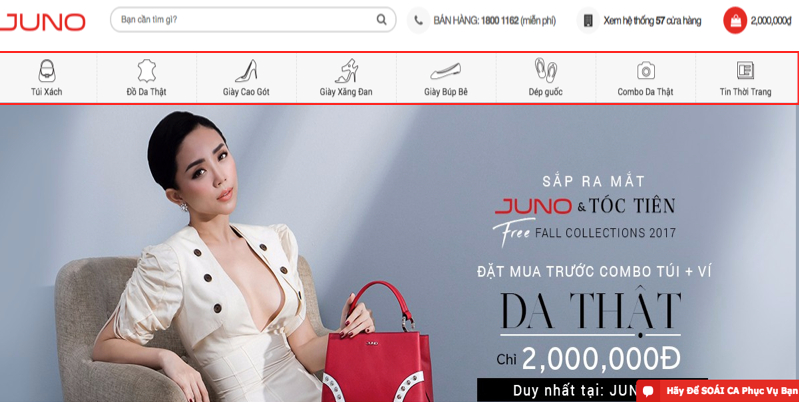 JUNO
Bạn cần tìm gì?
BÁN HÀNG: 1800 1162 (miễn phí)
Xem hệ thống 57 cửa hàng
2,000,000₫
Túi Xách
Đồ Da Thật
Giày Cao Gót
Giày Xăng Đan
Giày Búp Bê
Dép guốc
Combo Da Thật
Tin Thời Trang
SẮP RA MẮT
JUNO & TÓC TIÊN
Free FALL COLLECTIONS 2017
ĐẶT MUA TRƯỚC COMBO TÚI + VÍ
DA THẬT
Chỉ 2,000,000Đ
Duy nhất tại: JUN
Hãy Để SOÁI CA Phục Vụ Bạn